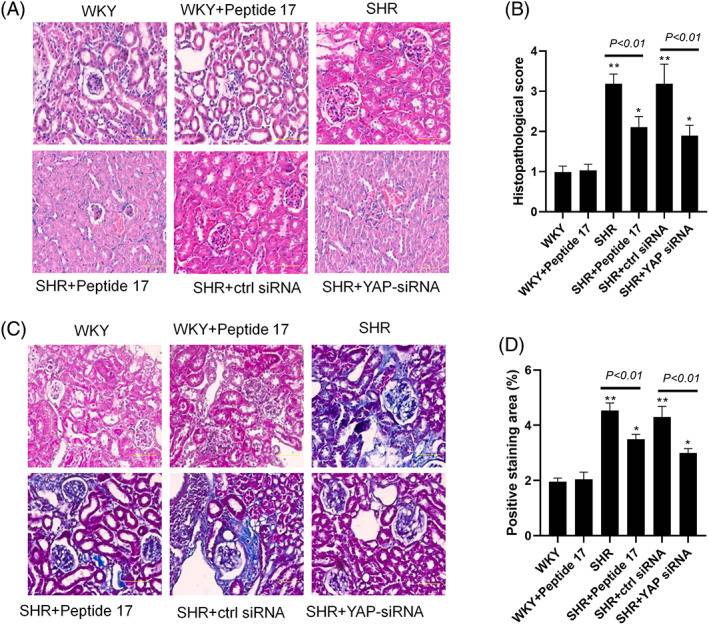 (A)
WKY
WKY+Peptide 17
SHR
SHR+Peptide 17
SHR+ctrl siRNA
SHR+YAP-siRNA
(B)
Histopathological score
4
3
2
1
0
P<0.01
P<0.01
**
*
**
*
WKY
WKY+Peptide 17
SHR
SHR+Peptide 17
SHR+ctrl siRNA
SHR+YAP siRNA
(C)
WKY
WKY+Peptide 17
SHR
SHR+Peptide 17
SHR+ctrl siRNA
SHR+YAP-siRNA
(D)
Positive staining area (%)
6
4
2
0
P<0.01
P<0.01
**
*
**
*
WKY
WKY+Peptide 17
SHR
SHR+Peptide 17
SHR+ctrl siRNA
SHR+YAP siRNA